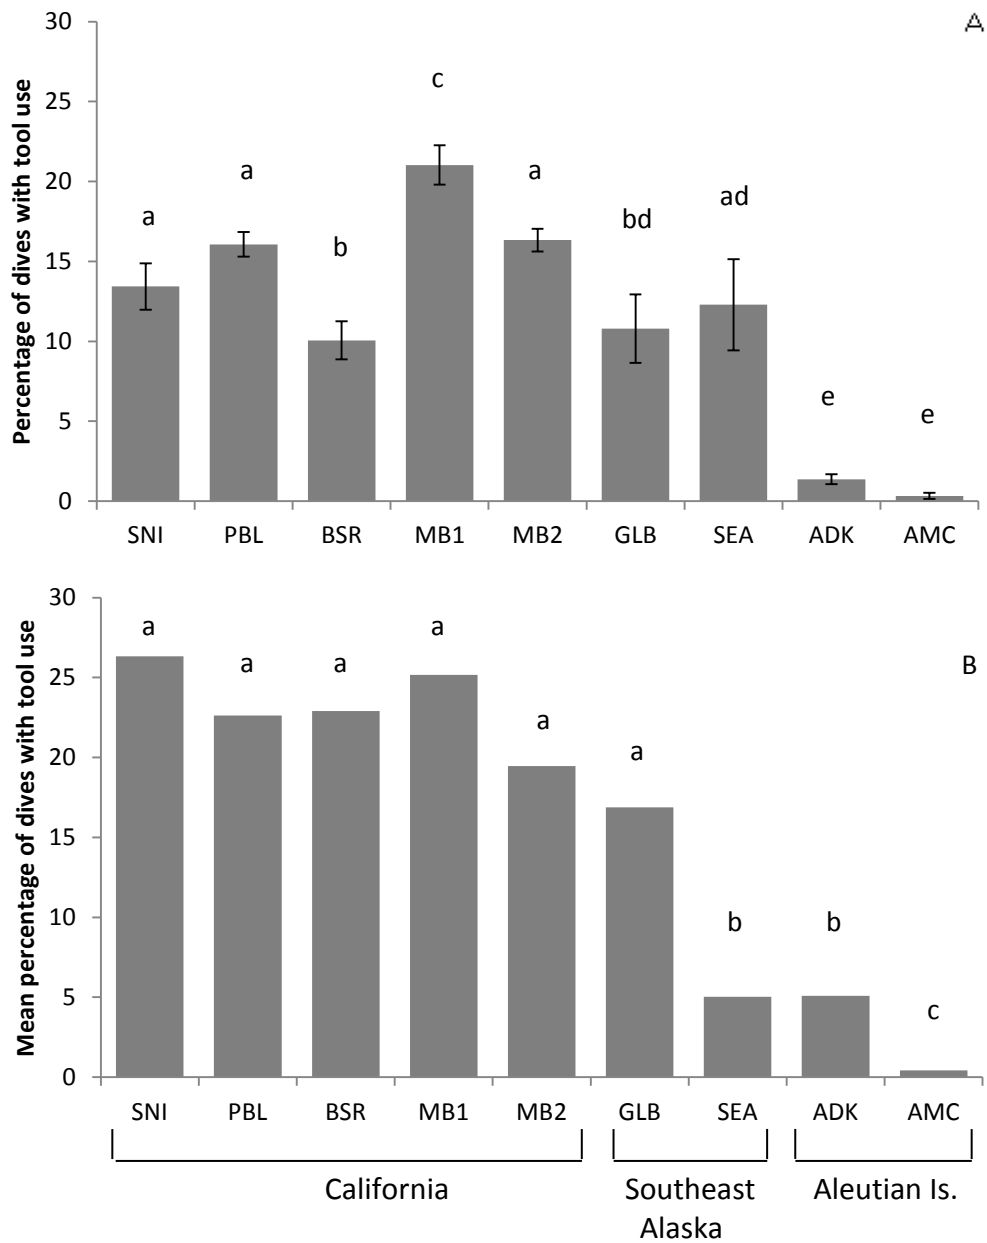 A
Percentage of dives with tool use
30
25
20
15
10
5
0
a
a
b
c
a
bd
ad
e
e
SNI PBL BSR MB1 MB2 GLB SEA ADK AMC
B
Mean percentage of dives with tool use
30
25
20
15
10
5
0
a
a
a
a
a
a
b
b
c
SNI PBL BSR MB1 MB2 GLB SEA ADK AMC
California
Southeast
Alaska
Aleutian Is.